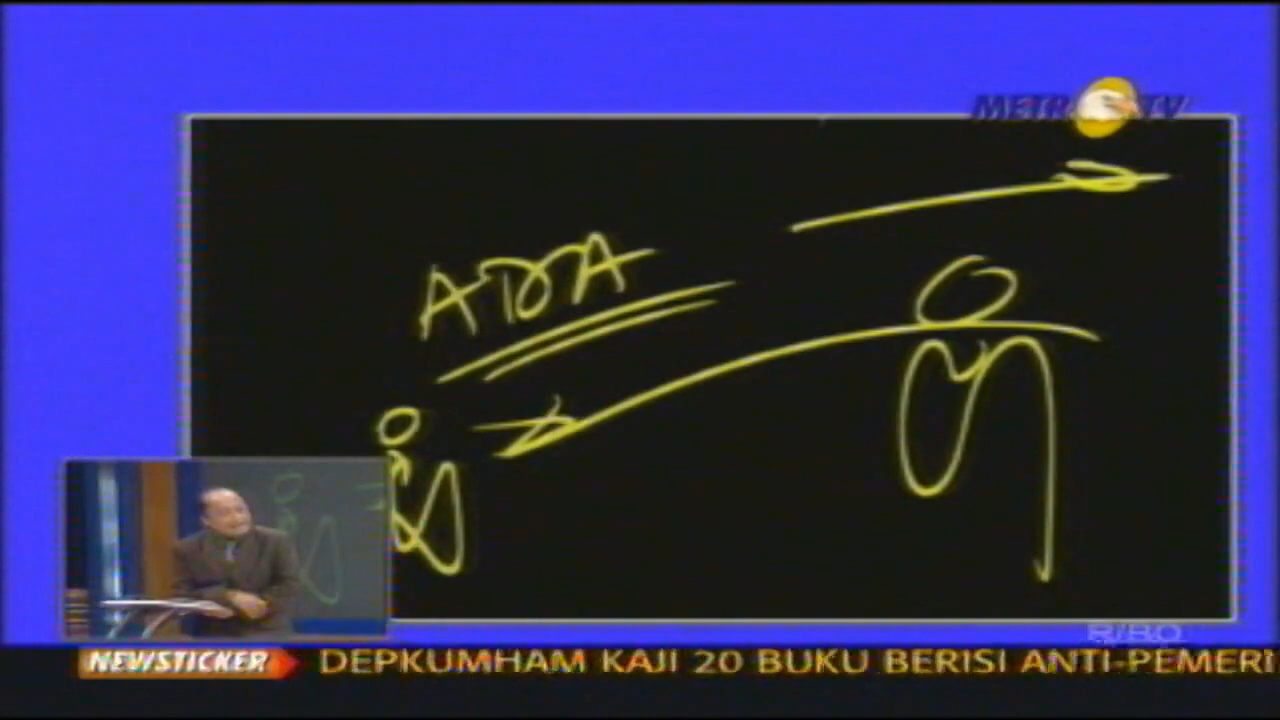 METRO TV
ADA
NEWSTICKER
DEPKUMHAM KAJI 20 BUKU BERISI ANTI-PEMERI